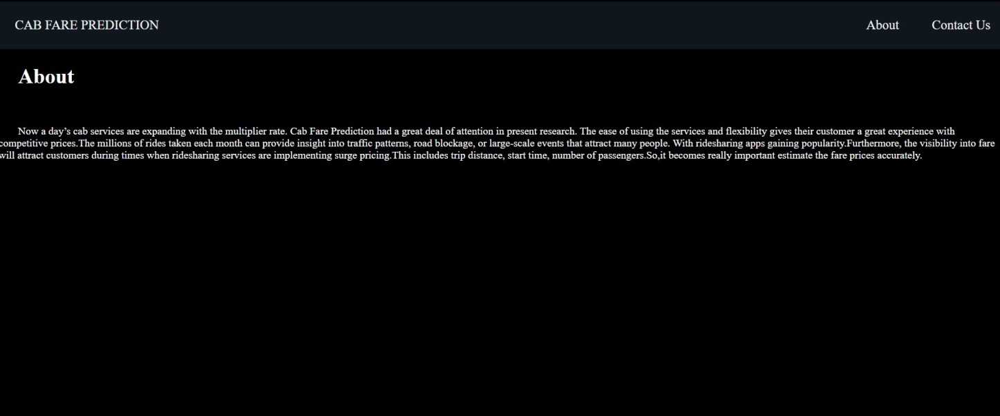 CAB FARE PREDICTION
About
Contact Us
About
Now a day’s cab services are expanding with the multiplier rate. Cab Fare Prediction had a great deal of attention in present research. The ease of using the services and flexibility gives their customer a great experience with
competitive prices.The millions of rides taken each month can provide insight into traffic patterns, road blockage, or large-scale events that attract many people. With ridesharing apps gaining popularity.Furthermore, the visibility into fare
will attract customers during times when ridesharing services are implementing surge pricing.This includes trip distance, start time, number of passengers.So,it becomes really important estimate the fare prices accurately.